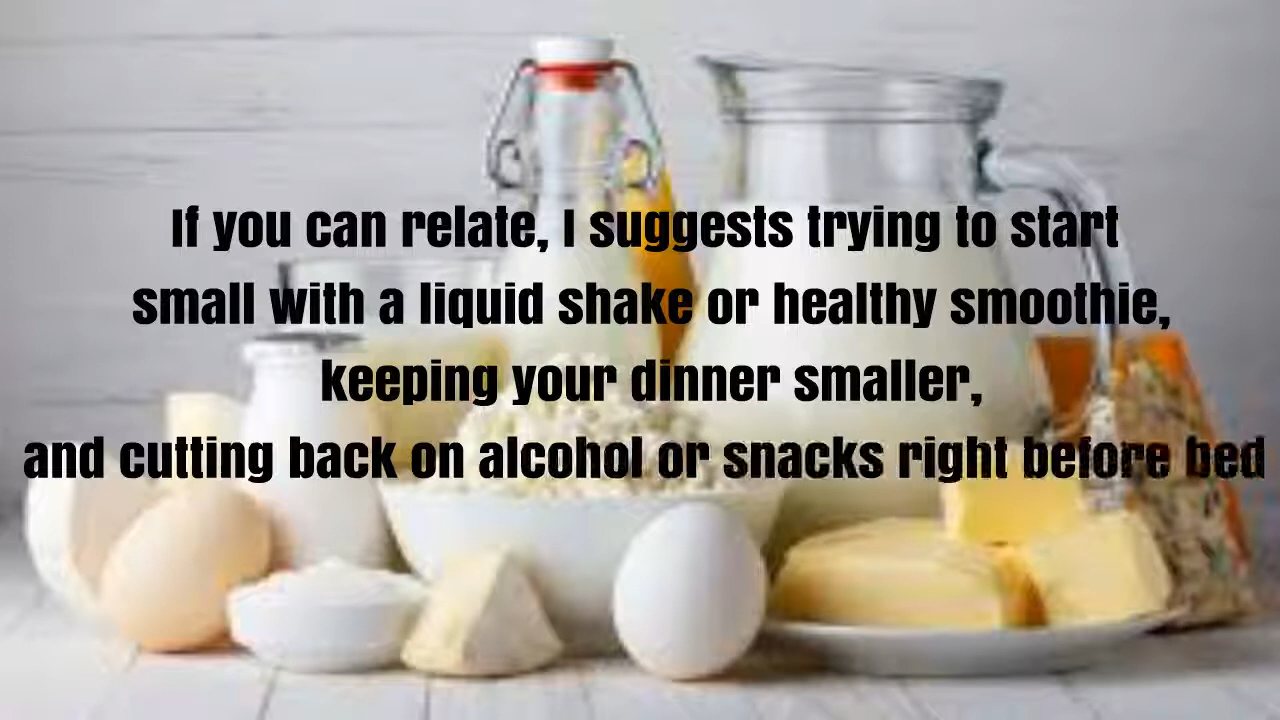 If you can relate, I suggests trying to start
small with a liquid shake or healthy smoothie,
keeping your dinner smaller,
and cutting back on alcohol or snacks right before bed